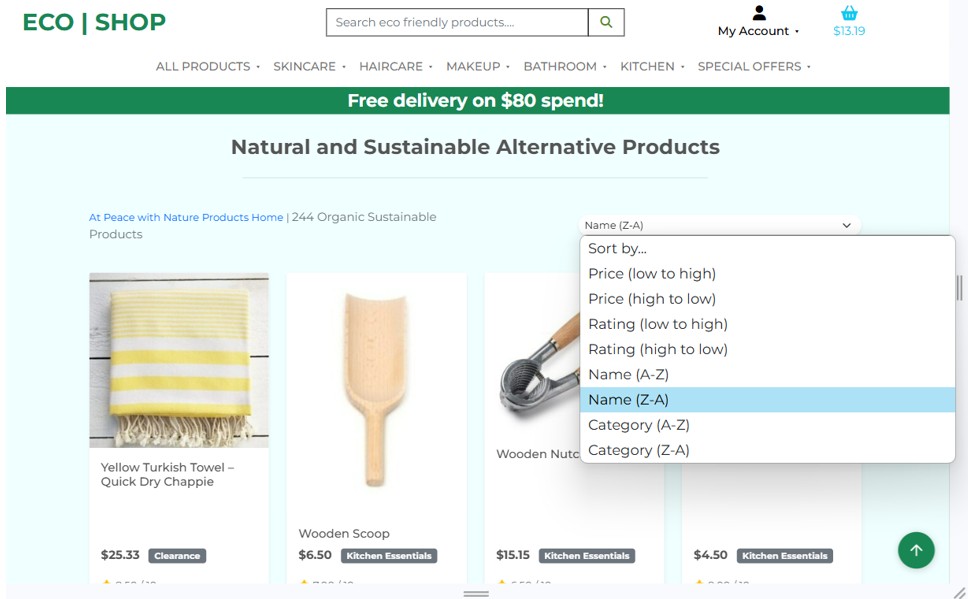 ECO | SHOP
Search eco friendly products....
My Account
$13.19
ALL PRODUCTS SKINCARE HAIRCARE MAKEUP BATHROOM KITCHEN SPECIAL OFFERS
Free delivery on $80 spend!
Natural and Sustainable Alternative Products
At Peace with Nature Products Home | 244 Organic Sustainable
Products
Name (Z-A)
Sort by...
Price (low to high)
Price (high to low)
Rating (low to high)
Rating (high to low)
Name (A-Z)
Name (Z-A)
Category (A-Z)
Category (Z-A)
Yellow Turkish Towel –
Quick Dry Chappie
$25.33 Clearance
Wooden Scoop
$6.50 Kitchen Essentials
Wooden
$15.15 Kitchen Essentials
$4.50 Kitchen Essentials